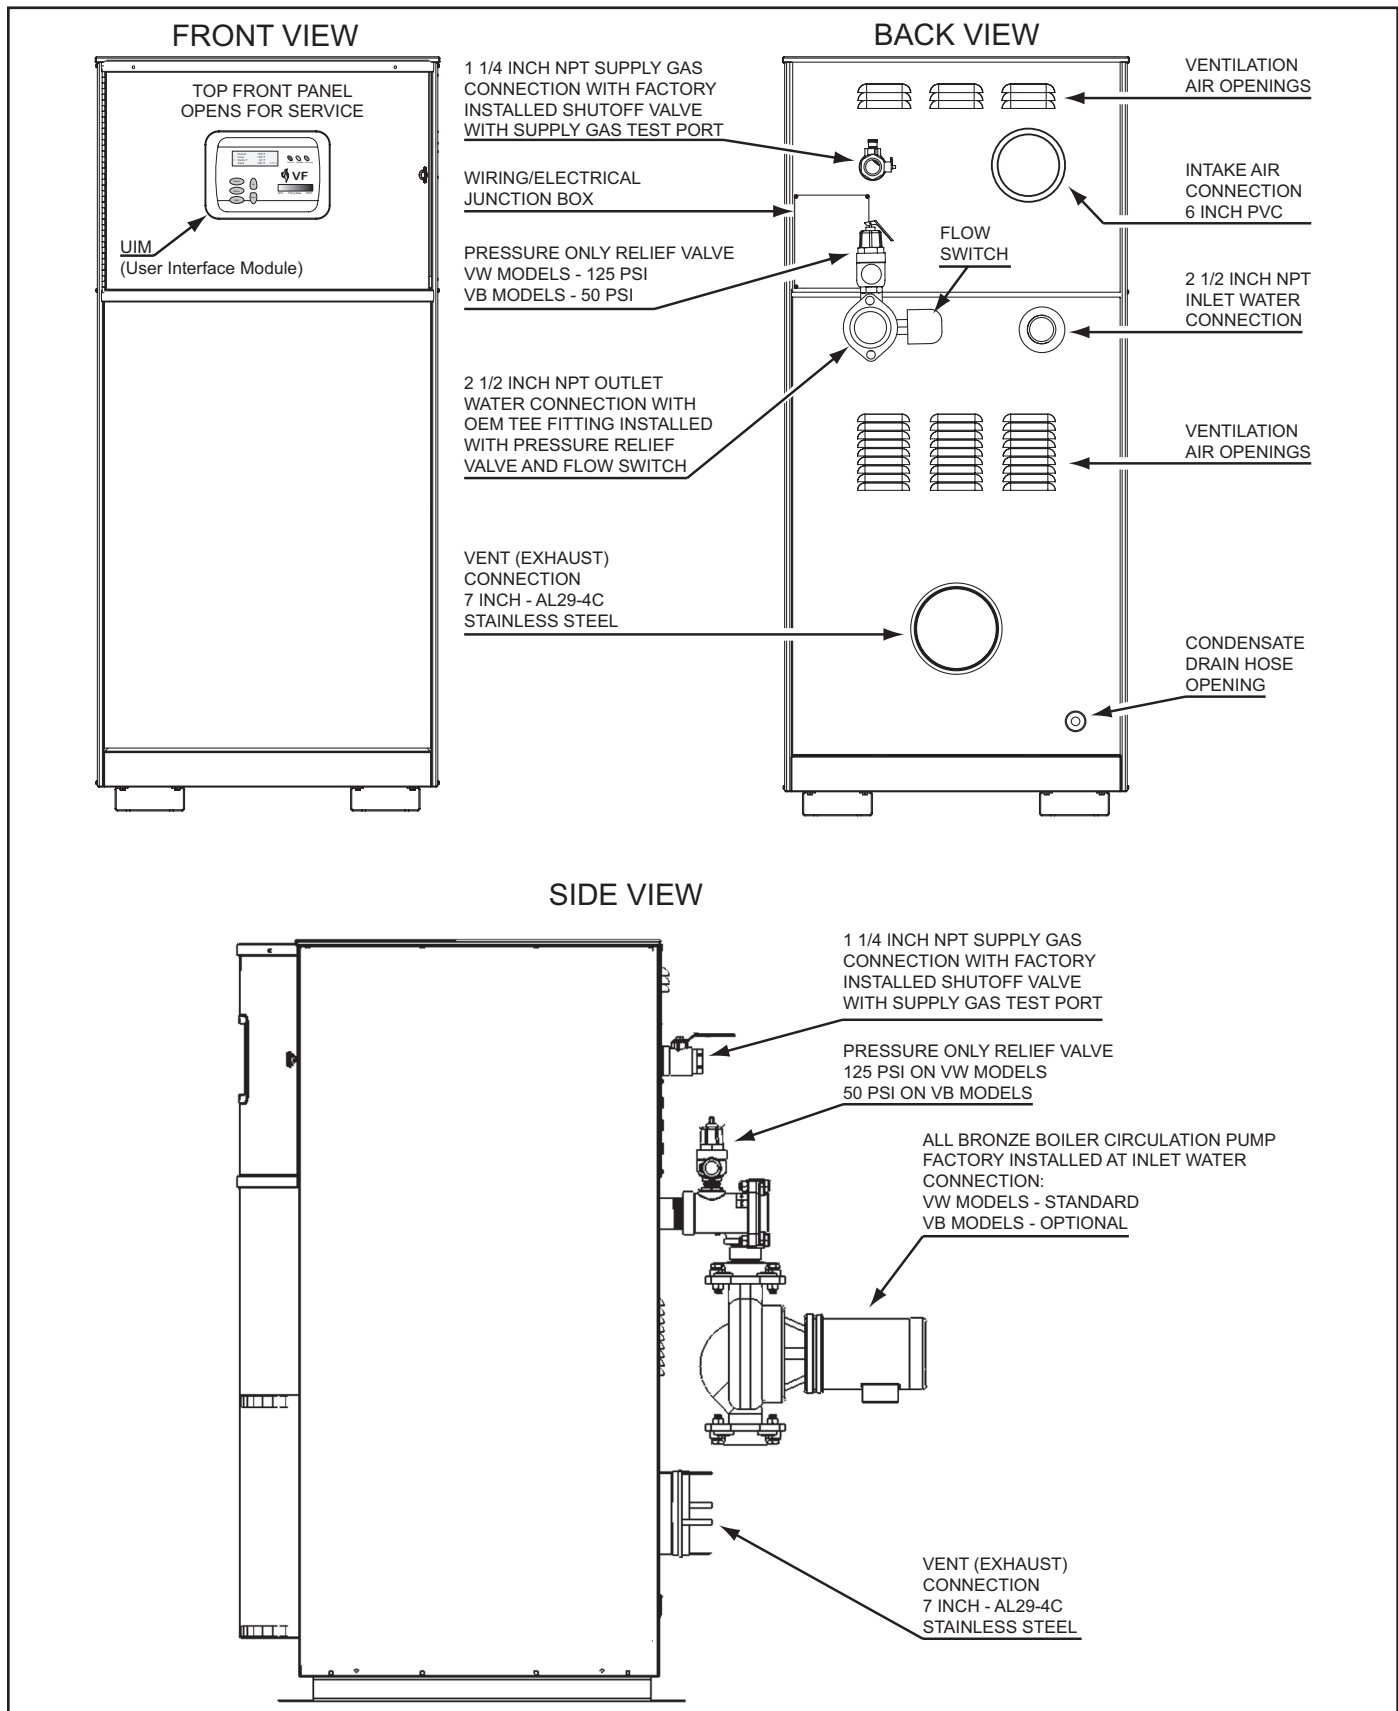 FRONT VIEW
TOP FRONT PANEL
OPENS FOR SERVICE
VF
UIM
(User Interface Module)
1 1/4 INCH NPT SUPPLY GAS
CONNECTION WITH FACTORY
INSTALLED SHUTOFF VALVE
WITH SUPPLY GAS TEST PORT
WIRING/ELECTRICAL
JUNCTION BOX
PRESSURE ONLY RELIEF VALVE
VW MODELS - 125 PSI
VB MODELS - 50 PSI
2 1/2 INCH NPT OUTLET
WATER CONNECTION WITH
OEM TEE FITTING INSTALLED
WITH PRESSURE RELIEF
VALVE AND FLOW SWITCH
VENT (EXHAUST)
CONNECTION
7 INCH - AL29-4C
STAINLESS STEEL
BACK VIEW
FLOW
SWITCH
VENTILATION
AIR OPENINGS
INTAKE AIR
CONNECTION
6 INCH PVC
2 1/2 INCH NPT
INLET WATER
CONNECTION
VENTILATION
AIR OPENINGS
CONDENSATE
DRAIN HOSE
OPENING
SIDE VIEW
1 1/4 INCH NPT SUPPLY GAS
CONNECTION WITH FACTORY
INSTALLED SHUTOFF VALVE
WITH SUPPLY GAS TEST PORT
PRESSURE ONLY RELIEF VALVE
125 PSI ON VW MODELS
50 PSI ON VB MODELS
ALL BRONZE BOILER CIRCULATION PUMP
FACTORY INSTALLED AT INLET WATER
CONNECTION:
VW MODELS - STANDARD
VB MODELS - OPTIONAL
VENT (EXHAUST)
CONNECTION
7 INCH - AL29-4C
STAINLESS STEEL